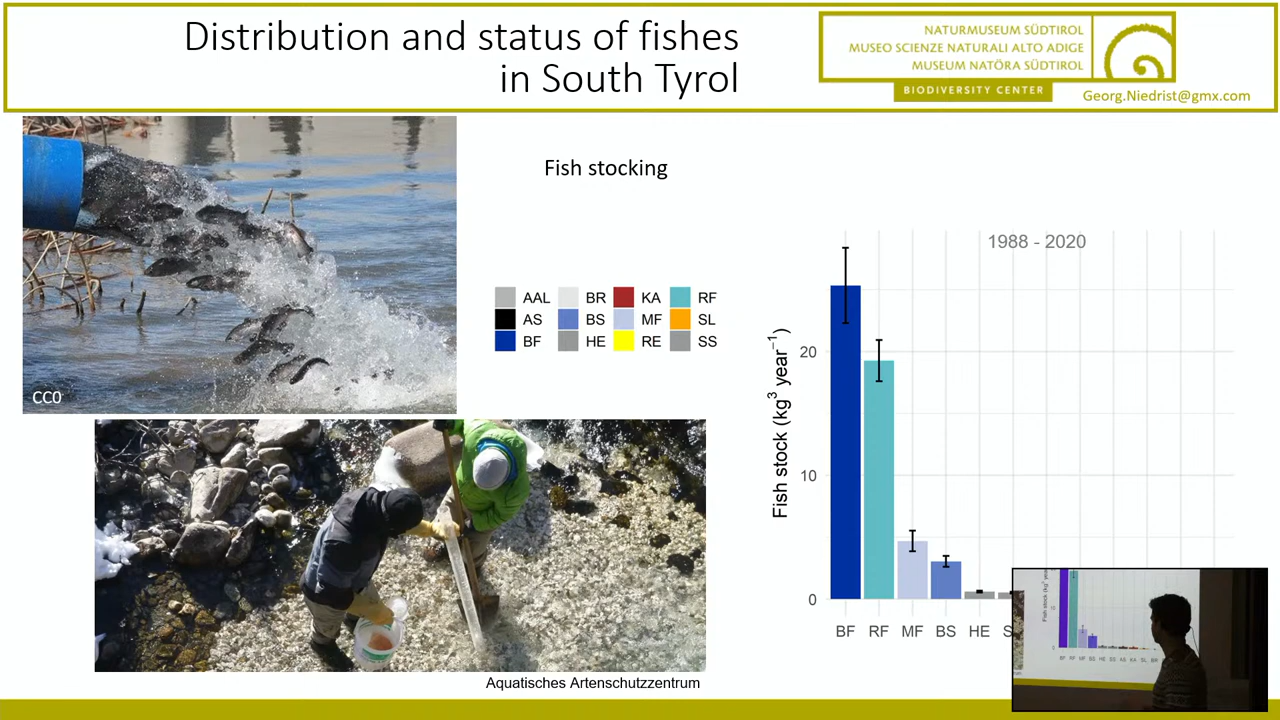 Distribution and status of fishes
in South Tyrol
NATURMUSEUM SÜDTIROL
MUSEO SCIENZE NATURALI ALTO ADIGE
MUSEUM NATÖRA SÜDTIROL
BIODIVERSITY CENTER
Georg.Niedrist@gmx.com
Fish stocking
CC0
AAL BR KA RF
AS BS MF SL
BF HE RE SS
1988 - 2020
Fish stock (kg³ year⁻¹)
20
10
0
BF RF MF BS HE S
Aquatisches Artenschutzzentrum